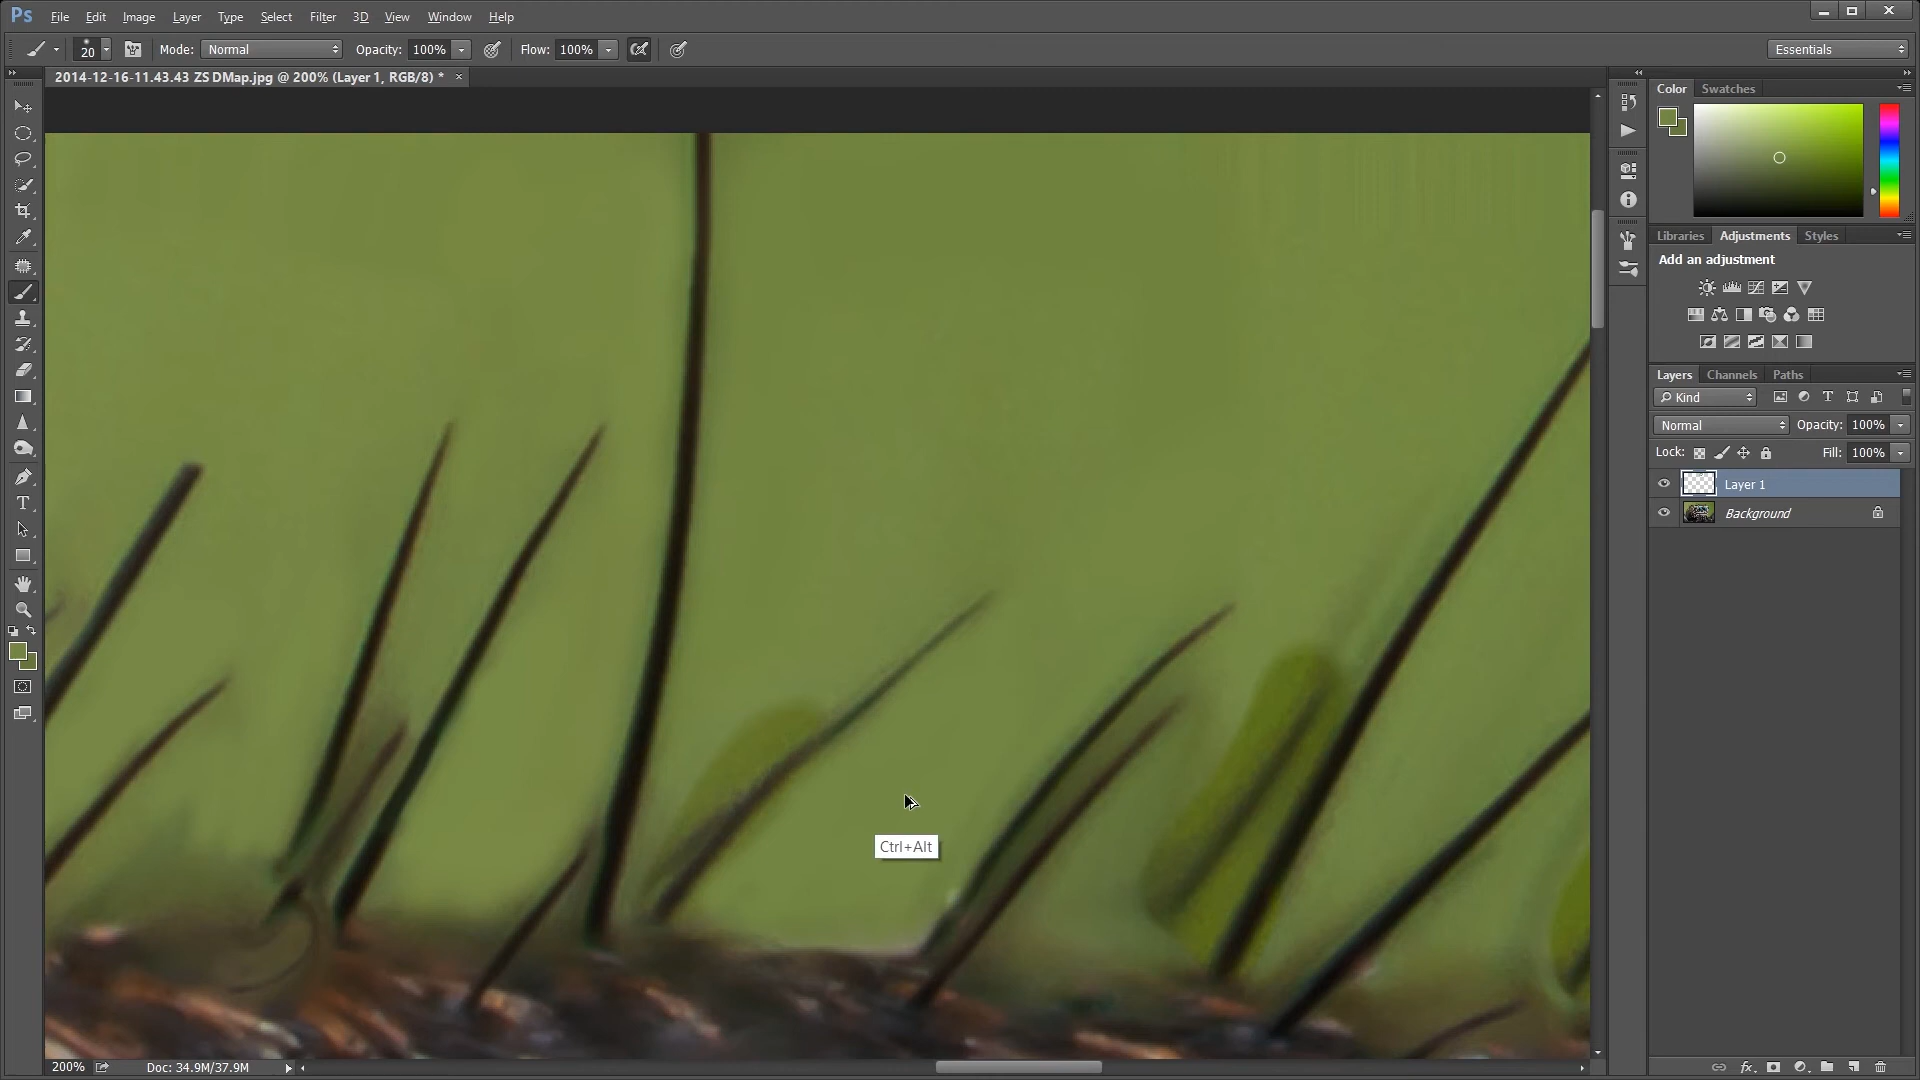 Ps File Edit Image Layer Type Select Filter 3D View Window Help
20 Mode: Normal Opacity: 100% Flow: 100% Essentials
2014-12-16-11.43.43 ZS DMap.jpg @ 200% (Layer 1, RGB/8) * ×
Color Swatches
Libraries Adjustments Styles
Add an adjustment
Layers Channels Paths
Kind
Normal Opacity: 100%
Lock: Fill: 100%
Layer 1
Background
Ctrl+Alt
200% Doc: 34.9M/37.9M